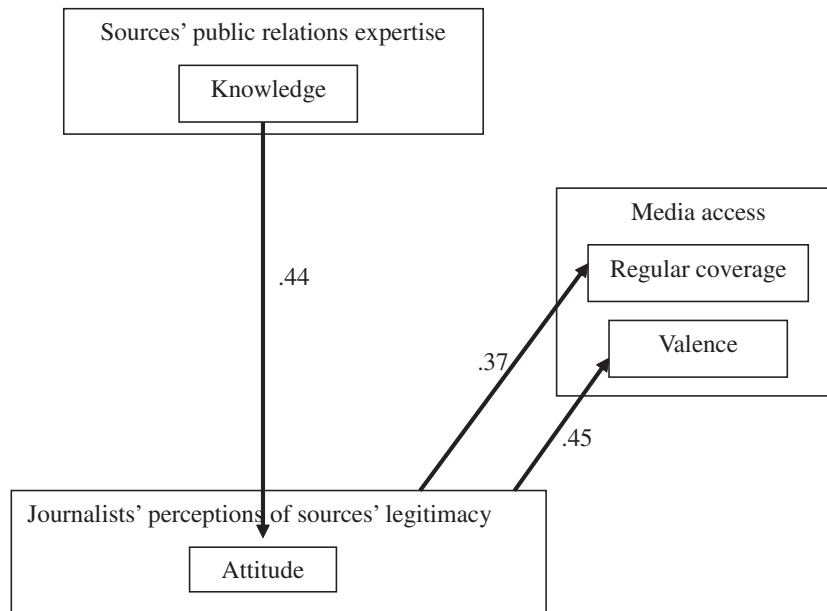 Sources’ public relations expertise
Knowledge
.44
Media access
Regular coverage
Valence
.37
.45
Journalists’ perceptions of sources’ legitimacy
Attitude